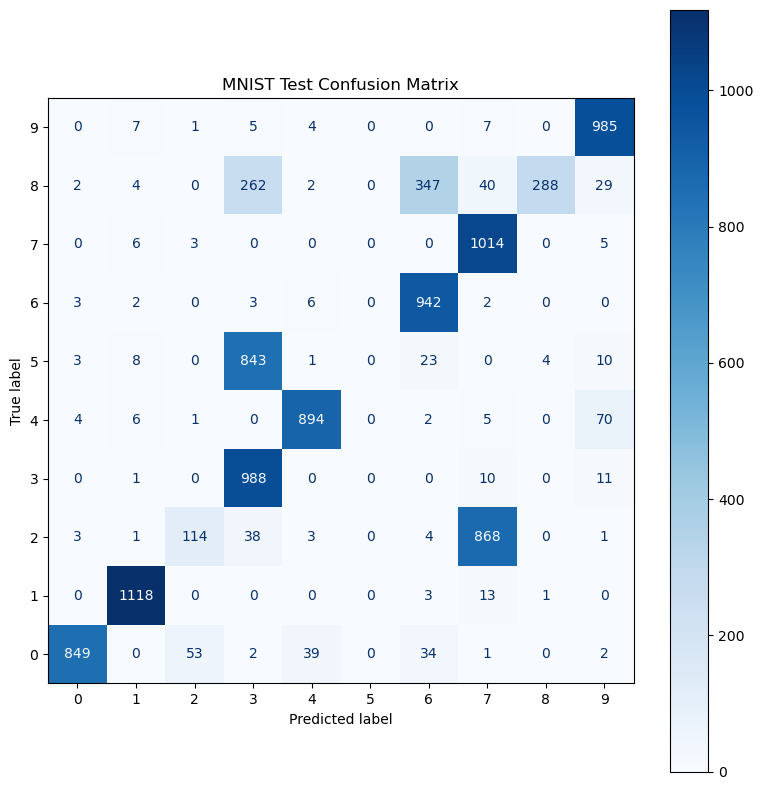 MNIST Test Confusion Matrix
9 0 7 1 5 4 0 0 7 0 985
8 2 4 0 262 2 0 347 40 288 29
7 0 6 3 0 0 0 0 1014 0 5
6 3 2 0 3 6 0 942 2 0 0
5 3 8 0 843 1 0 23 0 4 10
4 4 6 1 0 894 0 2 5 0 70
3 0 1 0 988 0 0 0 10 0 11
2 3 1 114 38 3 0 4 868 0 1
1 0 1118 0 0 0 0 3 13 1 0
0 849 0 53 2 39 0 34 1 0 2
0 1 2 3 4 5 6 7 8 9
Predicted label
True label
1000
800
600
400
200
0